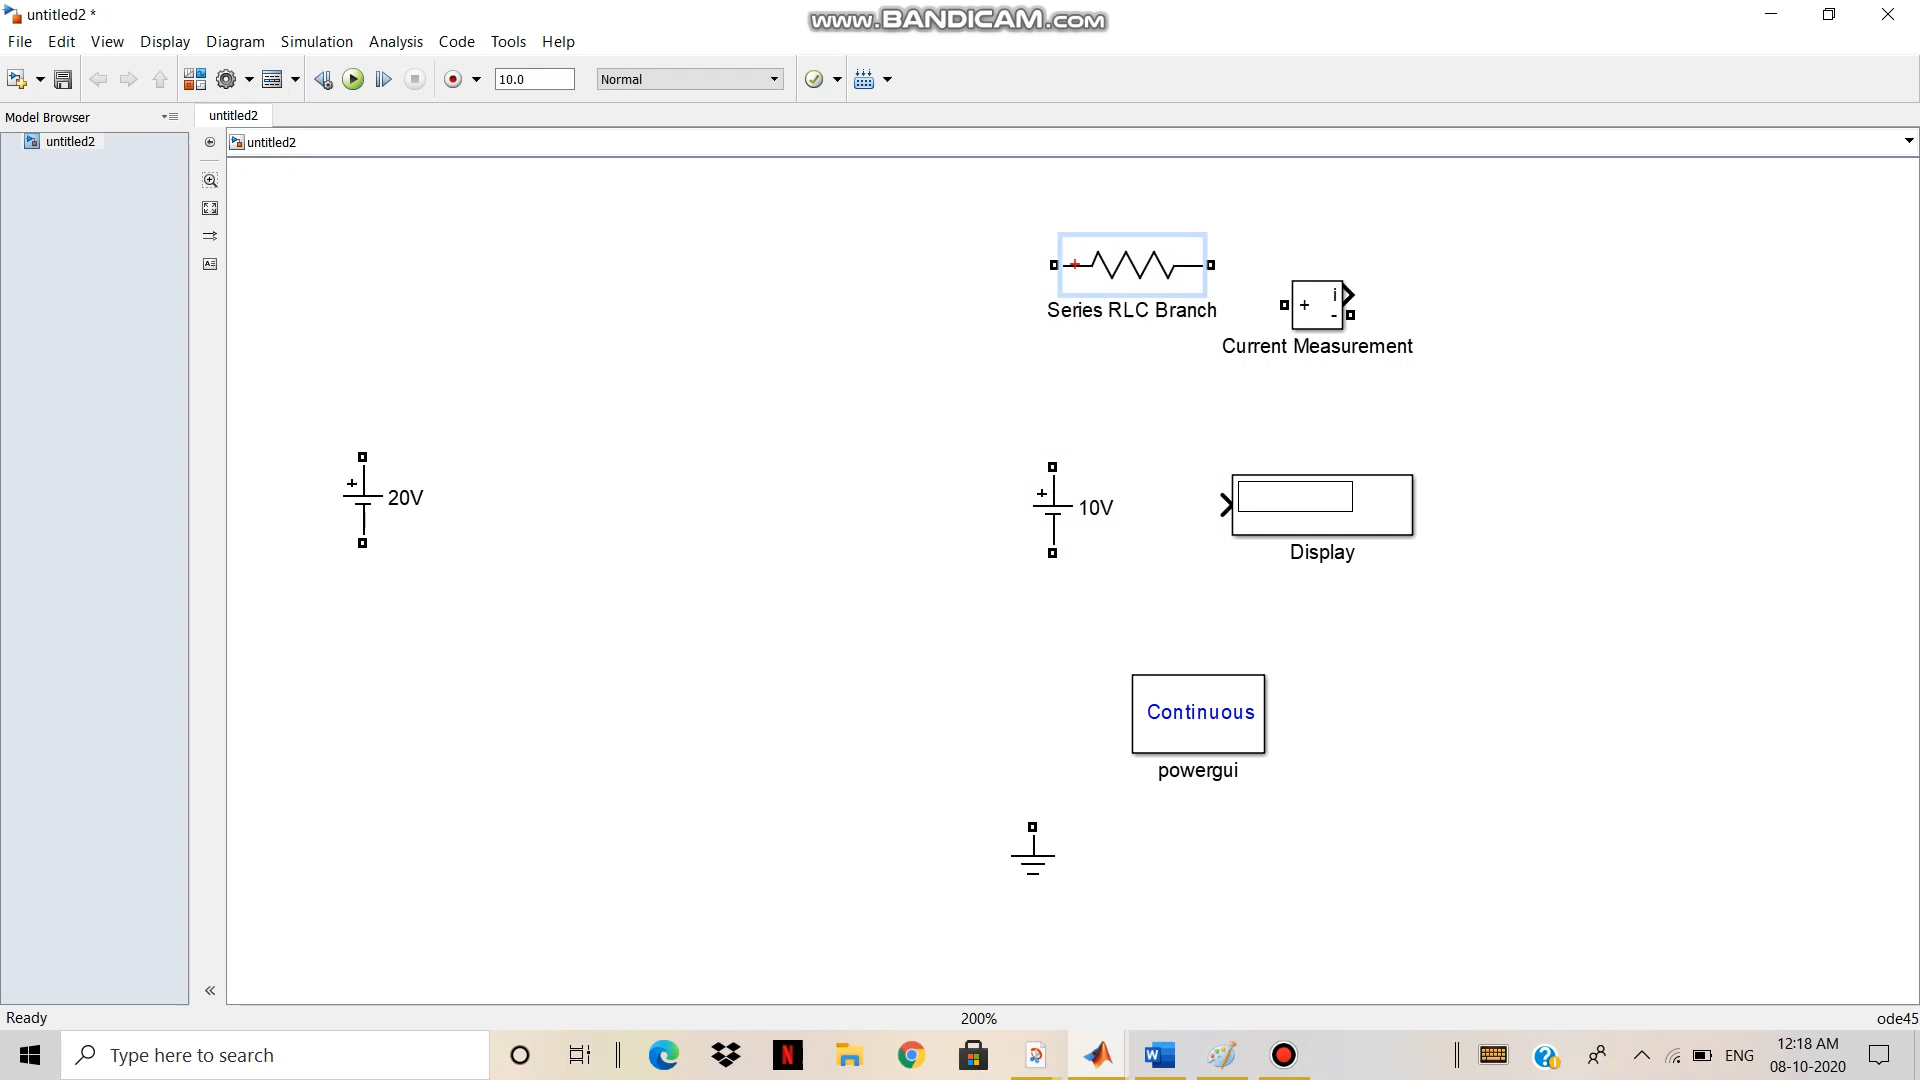 untitled2 *
www.BANDICAM.com
File Edit View Display Diagram Simulation Analysis Code Tools Help
10.0
Normal
Model Browser
untitled2
untitled2
untitled2
+
Series RLC Branch
+
i
-
Current Measurement
+
20V
+
10V
Display
Continuous
powergui
Ready
200%
ode45
Type here to search
N
W
?
ENG
12:18 AM
08-10-2020